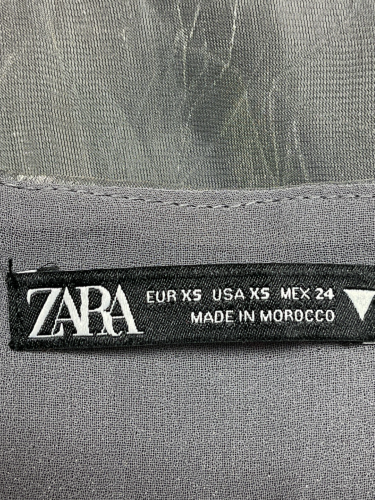 ZARA
EUR XS USA XS MEX 24
MADE IN MOROCCO